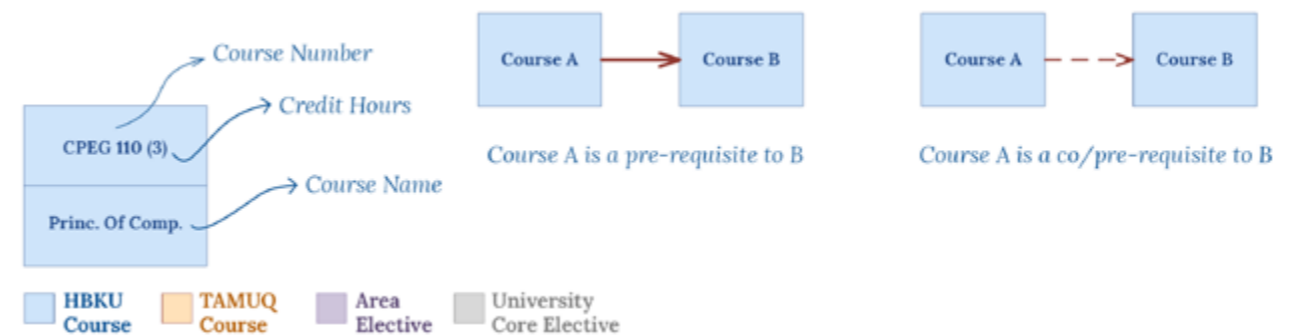 Course Number
Credit Hours
CPEG 110 (3)
Course Name
Princ. Of Comp.
Course A
Course B
Course A is a pre-requisite to B
Course A
Course B
Course A is a co/pre-requisite to B
HBKU
Course
TAMUQ
Course
Area
Elective
University
Core Elective